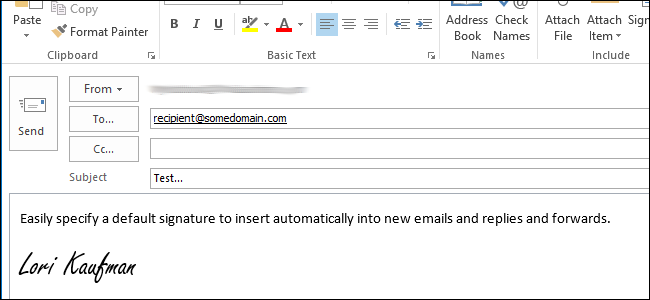 Paste
Copy
Format Painter
Clipboard
B I U A
Basic Text
Address Book
Check Names
Names
Attach File
Attach Item
Include
From
Send
To... recipient@somedomain.com
Cc...
Subject Test...
Easily specify a default signature to insert automatically into new emails and replies and forwards.
Lori Kaufman